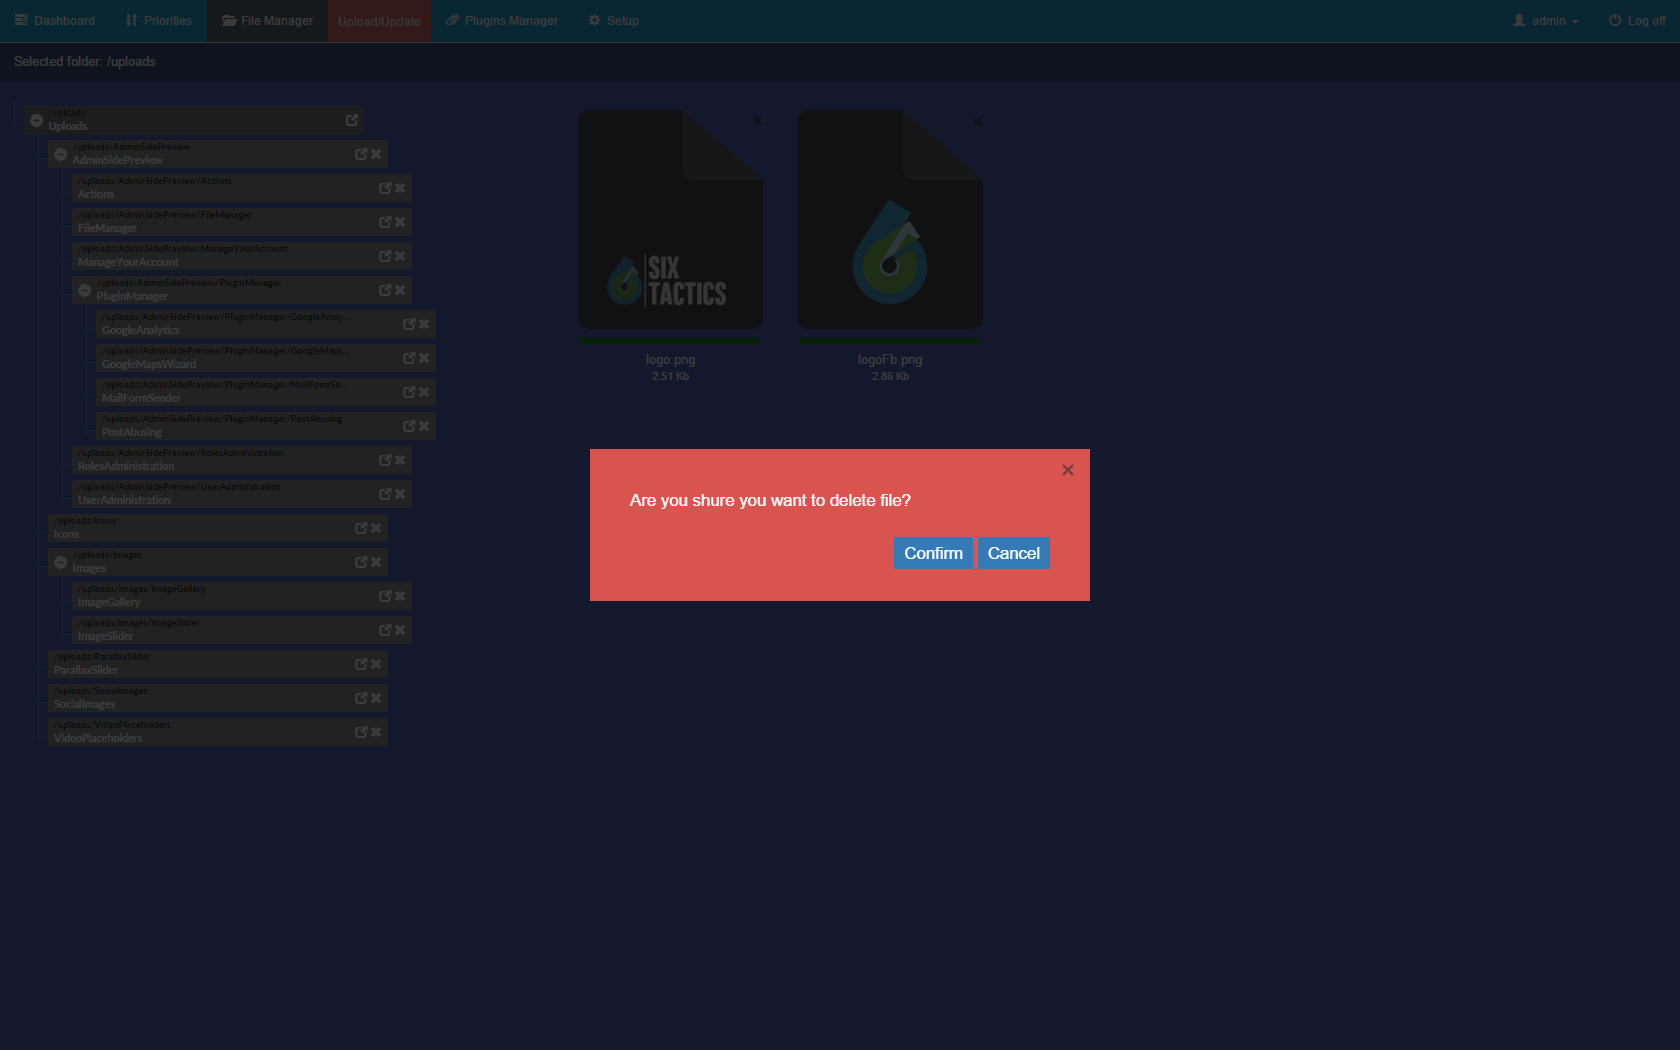 Dashboard Priorities File Manager Upload/Update Plugins Manager Setup admin Log off
Selected folder: /uploads
/uploads
Uploads
/uploads/AdminSidePreview
AdminSidePreview
/uploads/AdminSidePreview/Actions
Actions
/uploads/AdminSidePreview/FileManager
FileManager
/uploads/AdminSidePreview/ManageYourAccount
ManageYourAccount
/uploads/AdminSidePreview/PluginManager
PluginManager
/uploads/AdminSidePreview/PluginManager/GoogleAnaly...
GoogleAnalytics
/uploads/AdminSidePreview/PluginManager/GoogleMaps...
GoogleMapsWizard
/uploads/AdminSidePreview/PluginManager/MailFormSe...
MailFormSender
/uploads/AdminSidePreview/PluginManager/PostAbusing
PostAbusing
/uploads/AdminSidePreview/RolesAdministration
RolesAdministration
/uploads/AdminSidePreview/UserAdministration
UserAdministration
/uploads/Icons
Icons
/uploads/Images
Images
/uploads/Images/ImageGallery
ImageGallery
/uploads/Images/ImageSlider
ImageSlider
/uploads/ParallaxSlider
ParallaxSlider
/uploads/SocialImages
SocialImages
/uploads/VideoPlaceholders
VideoPlaceholders
SIX
TACTICS
logo.png
2.51 Kb
logoFb.png
2.86 Kb
Are you shure you want to delete file?
Confirm Cancel